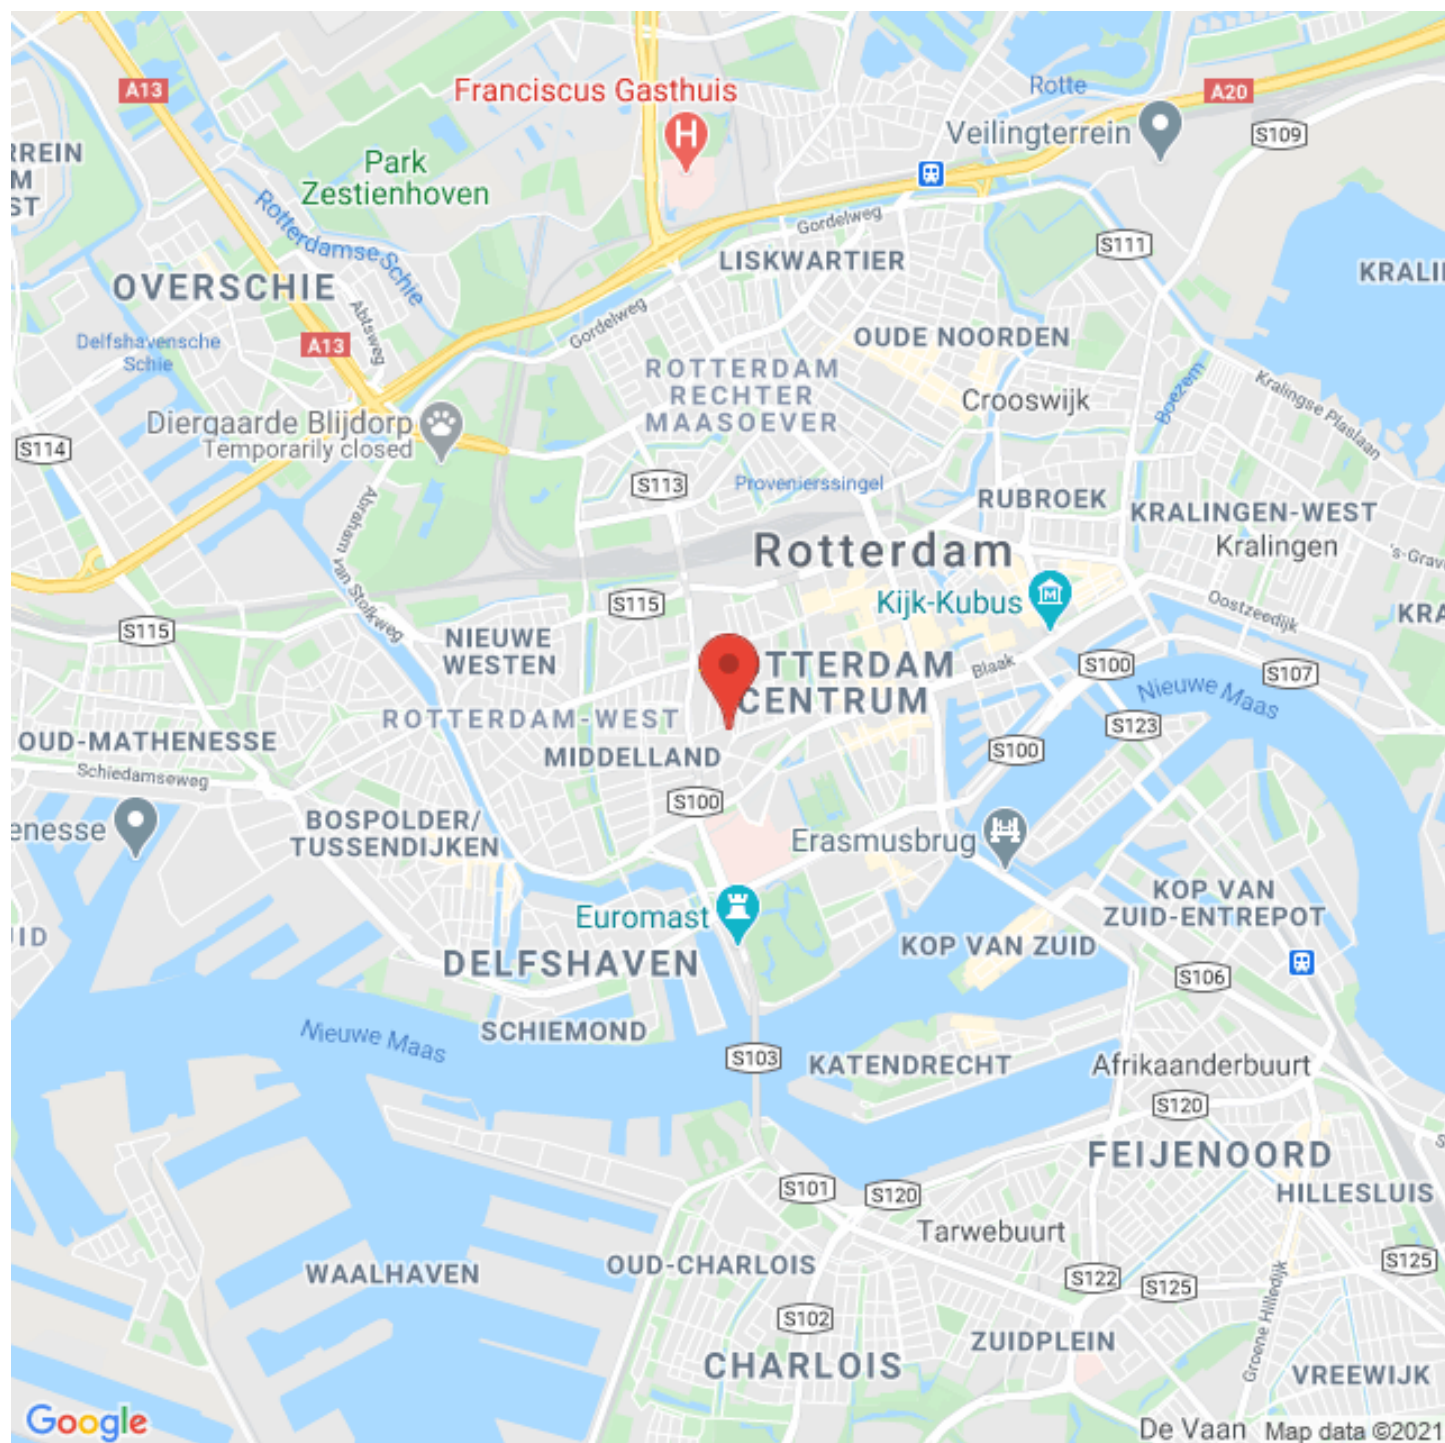 A13
Franciscus Gasthuis
H
Rotte
A20
Veilingterrein
S109
RREIN
M
ST
Park
Zestienhoven
Rotterdamse Schie
Gordelweg
S111
LISKWARTIER
OVERSCHIE
KRALI
Abtsweg
Gordelweg
Delfshavensche
Schie
A13
OUDE NOORDEN
ROTTERDAM
RECHTER
MAASOEVER
Crooswijk
Boezem
Kralingse Plaslaan
Diergaarde Blijdorp
Temporarily closed
S114
S113
Provenierssingel
RUBROEK
KRALINGEN-WEST
Kralingen
Abraham van Stolkweg
Rotterdam
's-Grav
Kijk-Kubus
S115
Oostzeedijk
KRA
S115
NIEUWE
WESTEN
TTERDAM
CENTRUM
Blaak
S100
S107
Nieuwe Maas
ROTTERDAM-WEST
S123
OUD-MATHENESSE
MIDDELLAND
S100
Schiedamseweg
S100
enesse
BOSPOLDER/
TUSSENDIJKEN
Erasmusbrug
KOP VAN
ZUID-ENTREPOT
Euromast
UID
KOP VAN ZUID
DELFSHAVEN
S106
Nieuwe Maas
SCHIEMOND
S103
KATENDRECHT
Afrikaanderbuurt
S120
FEIJENOORD
S101
S120
HILLESLUIS
Tarwebuurt
OUD-CHARLOIS
WAALHAVEN
S122
S125
S125
Groene Hilledijk
S102
ZUIDPLEIN
CHARLOIS
VREEWIJK
Google
De Vaan
Map data ©2021